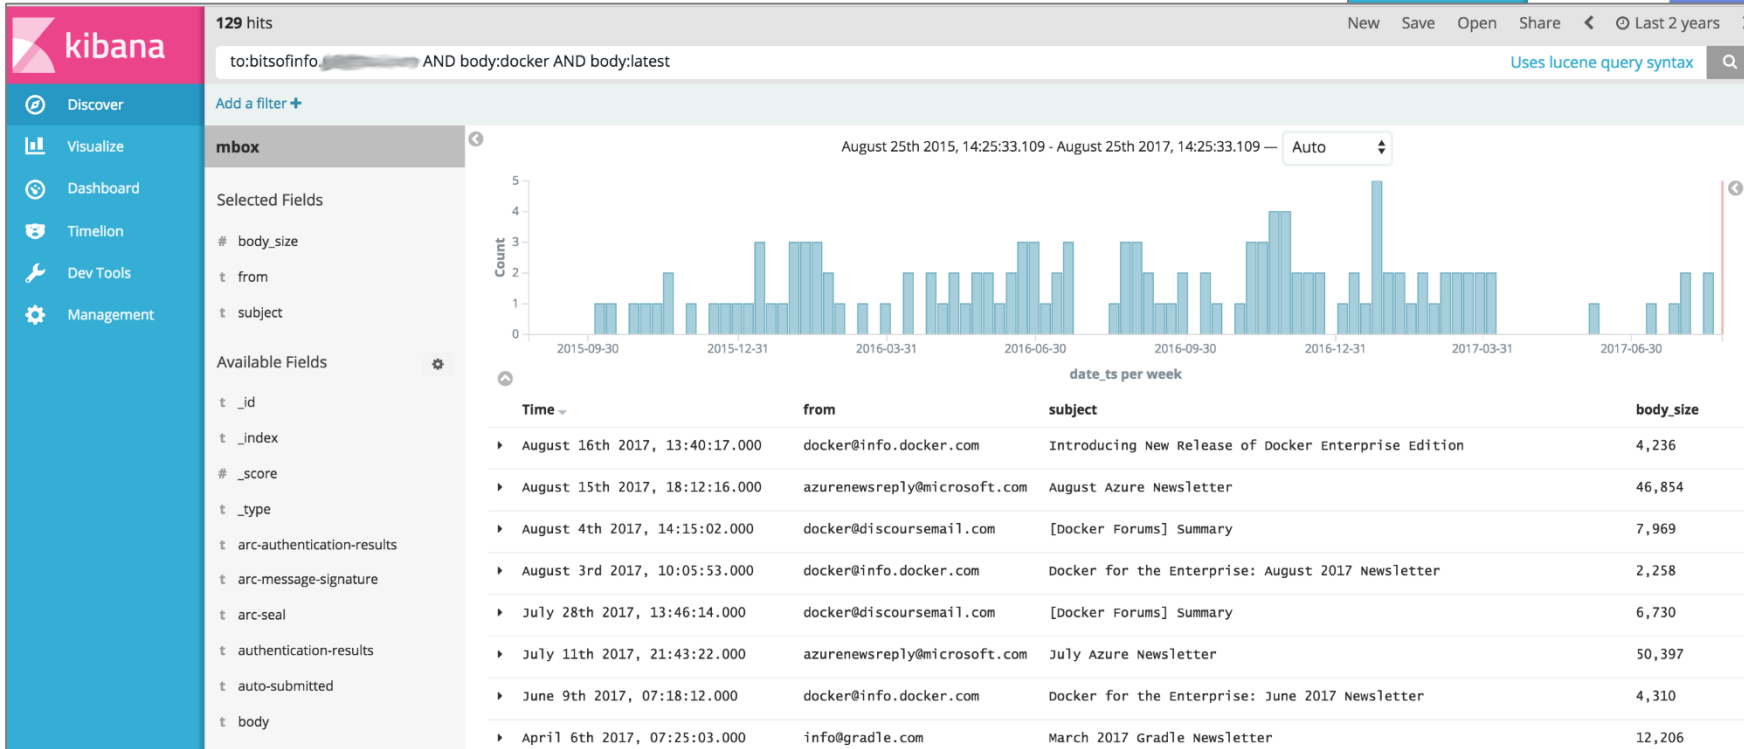 kibana
Discover
Visualize
Dashboard
Timelion
Dev Tools
Management
129 hits
New Save Open Share Last 2 years
to:bitsofinfo. AND body:docker AND body:latest
Uses lucene query syntax
Add a filter +
mbox
Selected Fields
# body_size
t from
t subject
Available Fields
t _id
t _index
# _score
t _type
t arc-authentication-results
t arc-message-signature
t arc-seal
t authentication-results
t auto-submitted
t body
August 25th 2015, 14:25:33.109 - August 25th 2017, 14:25:33.109 — Auto
Count
5
4
3
2
1
0
2015-09-30 2015-12-31 2016-03-31 2016-06-30 2016-09-30 2016-12-31 2017-03-31 2017-06-30
date_ts per week
Time from subject body_size
August 16th 2017, 13:40:17.000 docker@info.docker.com Introducing New Release of Docker Enterprise Edition 4,236
August 15th 2017, 18:12:16.000 azurenewsreply@microsoft.com August Azure Newsletter 46,854
August 4th 2017, 14:15:02.000 docker@discoursemail.com [Docker Forums] Summary 7,969
August 3rd 2017, 10:05:53.000 docker@info.docker.com Docker for the Enterprise: August 2017 Newsletter 2,258
July 28th 2017, 13:46:14.000 docker@discoursemail.com [Docker Forums] Summary 6,730
July 11th 2017, 21:43:22.000 azurenewsreply@microsoft.com July Azure Newsletter 50,397
June 9th 2017, 07:18:12.000 docker@info.docker.com Docker for the Enterprise: June 2017 Newsletter 4,310
April 6th 2017, 07:25:03.000 info@gradle.com March 2017 Gradle Newsletter 12,206